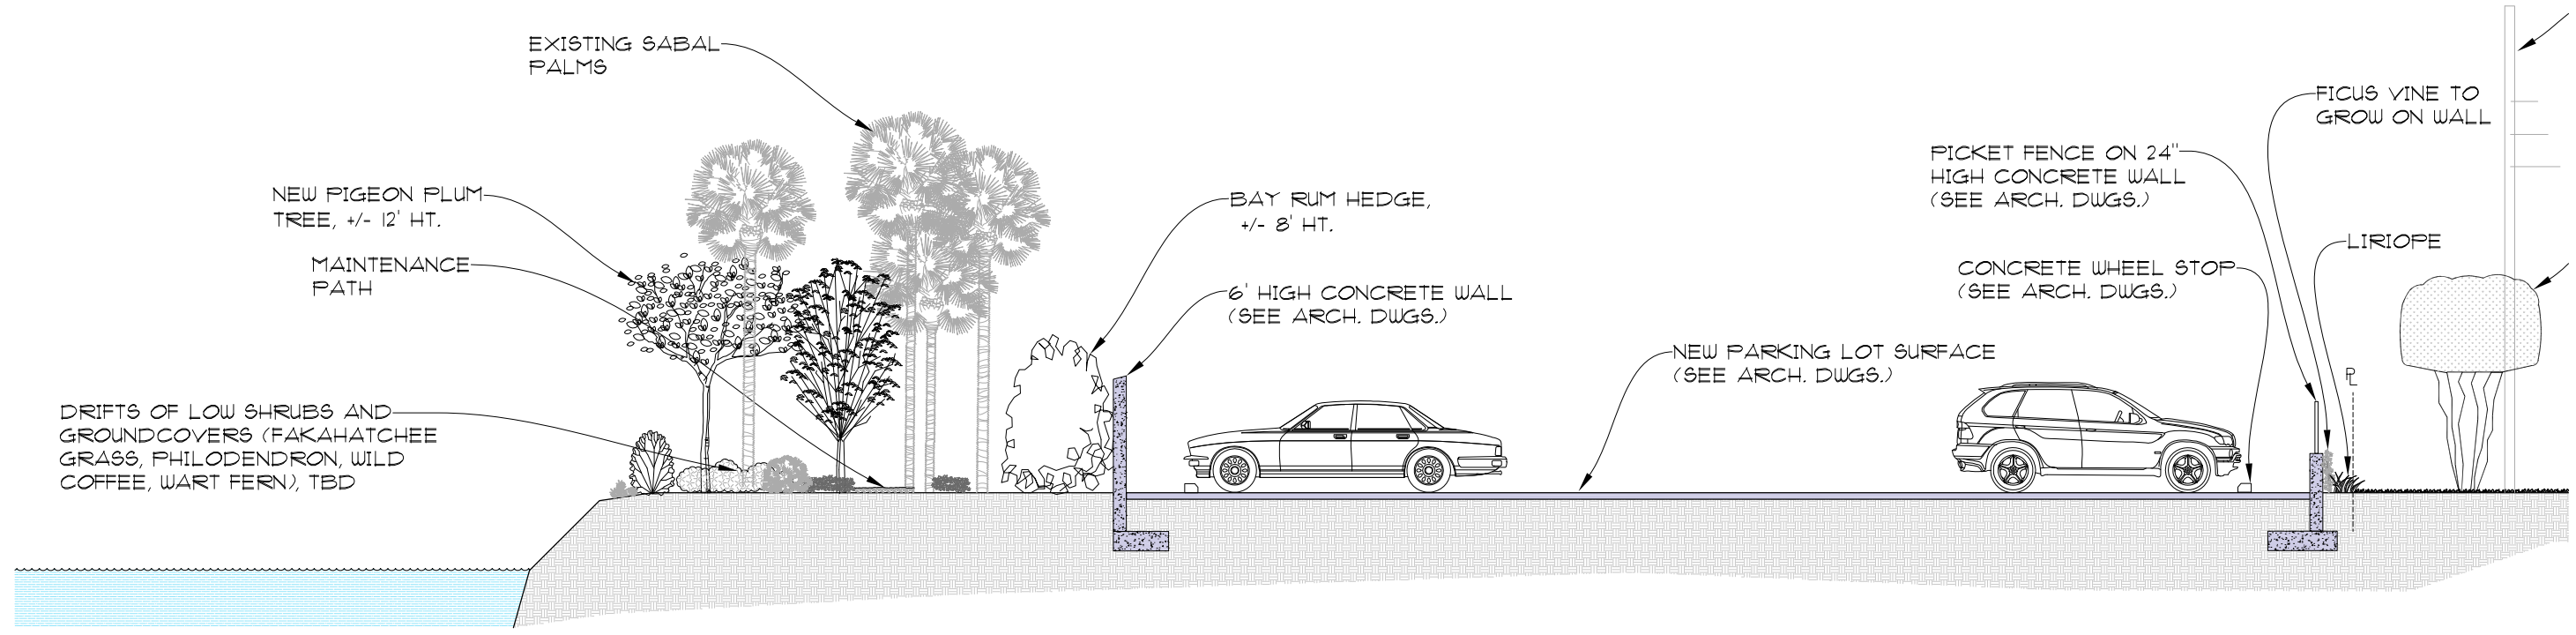 EXISTING SABAL
PALMS
NEW PIGEON PLUM
TREE, +/- 12' HT.
MAINTENANCE
PATH
DRIFTS OF LOW SHRUBS AND
GROUNDCOVERS (FAKAHATCHEE
GRASS, PHILODENDRON, WILD
COFFEE, WART FERN), TBD
BAY RUM HEDGE,
+/- 8' HT.
6' HIGH CONCRETE WALL
(SEE ARCH. DWGS.)
NEW PARKING LOT SURFACE
(SEE ARCH. DWGS.)
PICKET FENCE ON 24"
HIGH CONCRETE WALL
(SEE ARCH. DWGS.)
CONCRETE WHEEL STOP
(SEE ARCH. DWGS.)
FICUS VINE TO
GROW ON WALL
LIRIOPE
PL